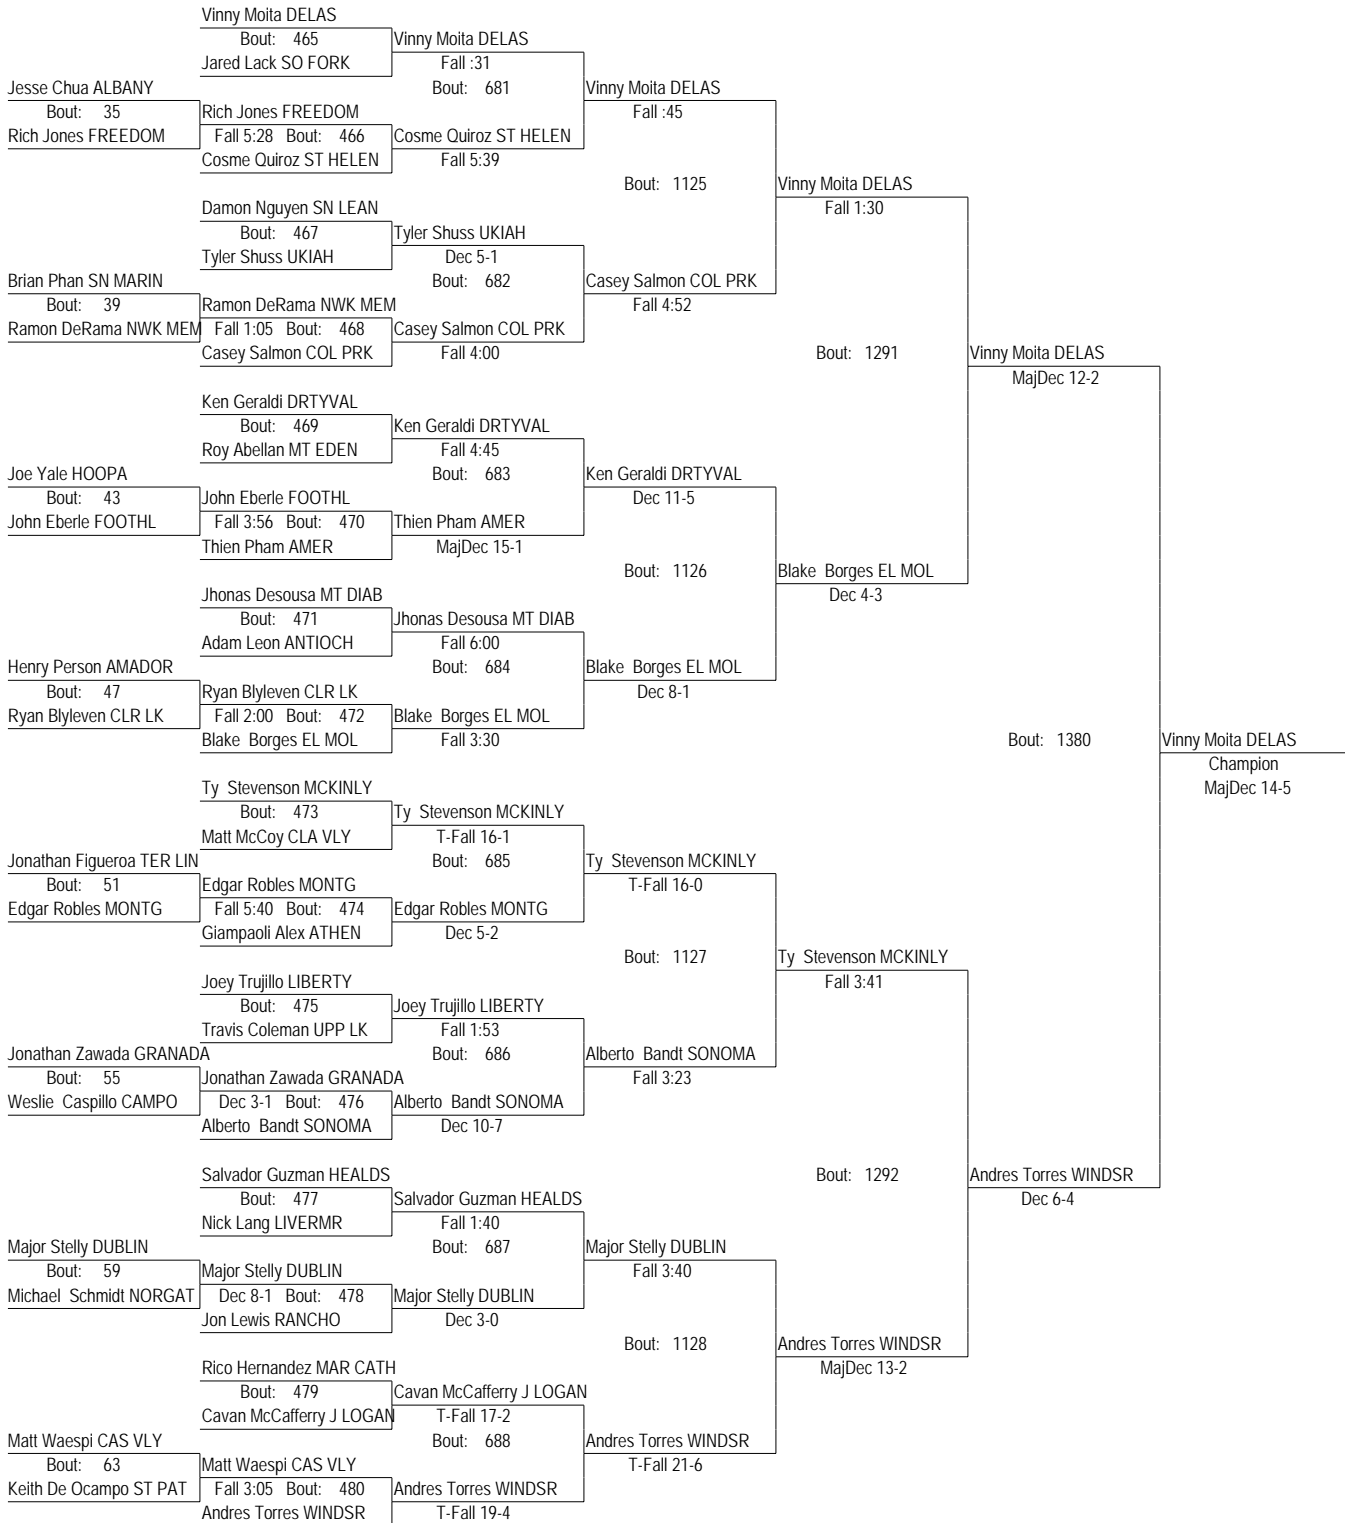 Vinny Moita DELAS
Bout: 465 Vinny Moita DELAS
Jared Lack SO FORK Fall :31
Jesse Chua ALBANY Bout: 681 Vinny Moita DELAS
Bout: 35 Rich Jones FREEDOM Fall :45
Rich Jones FREEDOM Fall 5:28 Bout: 466 Cosme Quiroz ST HELEN
Cosme Quiroz ST HELEN Fall 5:39
Bout: 1125 Vinny Moita DELAS
Damon Nguyen SN LEAN Fall 1:30
Bout: 467 Tyler Shuss UKIAH
Tyler Shuss UKIAH Dec 5-1
Brian Phan SN MARIN Bout: 682 Casey Salmon COL PRK
Bout: 39 Ramon DeRama NWK MEM Fall 4:52
Ramon DeRama NWK MEM Fall 1:05 Bout: 468 Casey Salmon COL PRK
Casey Salmon COL PRK Fall 4:00 Bout: 1291 Vinny Moita DELAS
MajDec 12-2
Ken Geraldi DRTYVAL
Bout: 469 Ken Geraldi DRTYVAL
Roy Abellan MT EDEN Fall 4:45
Joe Yale HOOPA Bout: 683 Ken Geraldi DRTYVAL
Bout: 43 John Eberle FOOTHL Dec 11-5
John Eberle FOOTHL Fall 3:56 Bout: 470 Thien Pham AMER
Thien Pham AMER MajDec 15-1
Bout: 1126 Blake Borges EL MOL
Jhonas Desousa MT DIAB Dec 4-3
Bout: 471 Jhonas Desousa MT DIAB
Adam Leon ANTIOCH Fall 6:00
Henry Person AMADOR Bout: 684 Blake Borges EL MOL
Bout: 47 Ryan Blyleven CLR LK Dec 8-1
Ryan Blyleven CLR LK Fall 2:00 Bout: 472 Blake Borges EL MOL
Blake Borges EL MOL Fall 3:30 Bout: 1380 Vinny Moita DELAS
Champion
Ty Stevenson MCKINLY MajDec 14-5
Bout: 473 Ty Stevenson MCKINLY
Matt McCoy CLA VLY T-Fall 16-1
Jonathan Figueroa TER LIN Bout: 685 Ty Stevenson MCKINLY
Bout: 51 Edgar Robles MONTG T-Fall 16-0
Edgar Robles MONTG Fall 5:40 Bout: 474 Edgar Robles MONTG
Giampaoli Alex ATHEN Dec 5-2
Bout: 1127 Ty Stevenson MCKINLY
Joey Trujillo LIBERTY Fall 3:41
Bout: 475 Joey Trujillo LIBERTY
Travis Coleman UPP LK Fall 1:53
Jonathan Zawada GRANADA Bout: 686 Alberto Bandt SONOMA
Bout: 55 Jonathan Zawada GRANADA Fall 3:23
Weslie Caspillo CAMPO Dec 3-1 Bout: 476 Alberto Bandt SONOMA
Alberto Bandt SONOMA Dec 10-7
Salvador Guzman HEALDS Bout: 1292 Andres Torres WINDSR
Bout: 477 Salvador Guzman HEALDS Dec 6-4
Nick Lang LIVERMR Fall 1:40
Major Stelly DUBLIN Bout: 687 Major Stelly DUBLIN
Bout: 59 Major Stelly DUBLIN Fall 3:40
Michael Schmidt NORGAT Dec 8-1 Bout: 478 Major Stelly DUBLIN
Jon Lewis RANCHO Dec 3-0
Bout: 1128 Andres Torres WINDSR
Rico Hernandez MAR CATH MajDec 13-2
Bout: 479 Cavan McCafferry J LOGAN
Cavan McCafferry J LOGAN T-Fall 17-2
Matt Waespi CAS VLY Bout: 688 Andres Torres WINDSR
Bout: 63 Matt Waespi CAS VLY T-Fall 21-6
Keith De Ocampo ST PAT Fall 3:05 Bout: 480 Andres Torres WINDSR
Andres Torres WINDSR T-Fall 19-4